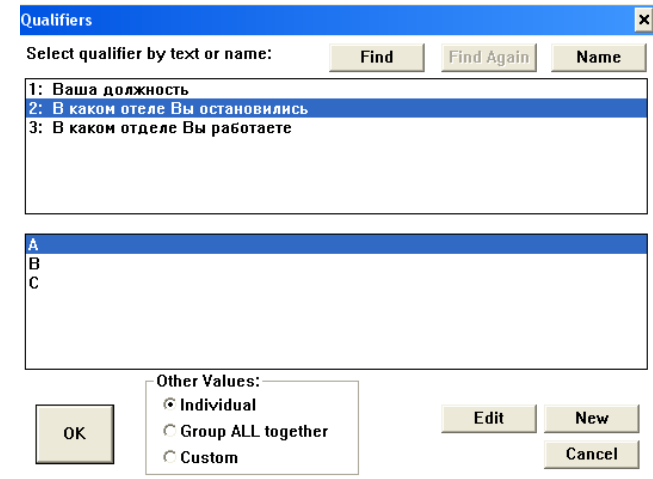 Qualifiers
Select qualifier by text or name: Find Find Again Name
1: Ваша должность
2: В каком отеле Вы остановились
3: В каком отделе Вы работаете
A
B
C
Other Values:
Individual
Group ALL together
Custom
OK
Edit New
Cancel